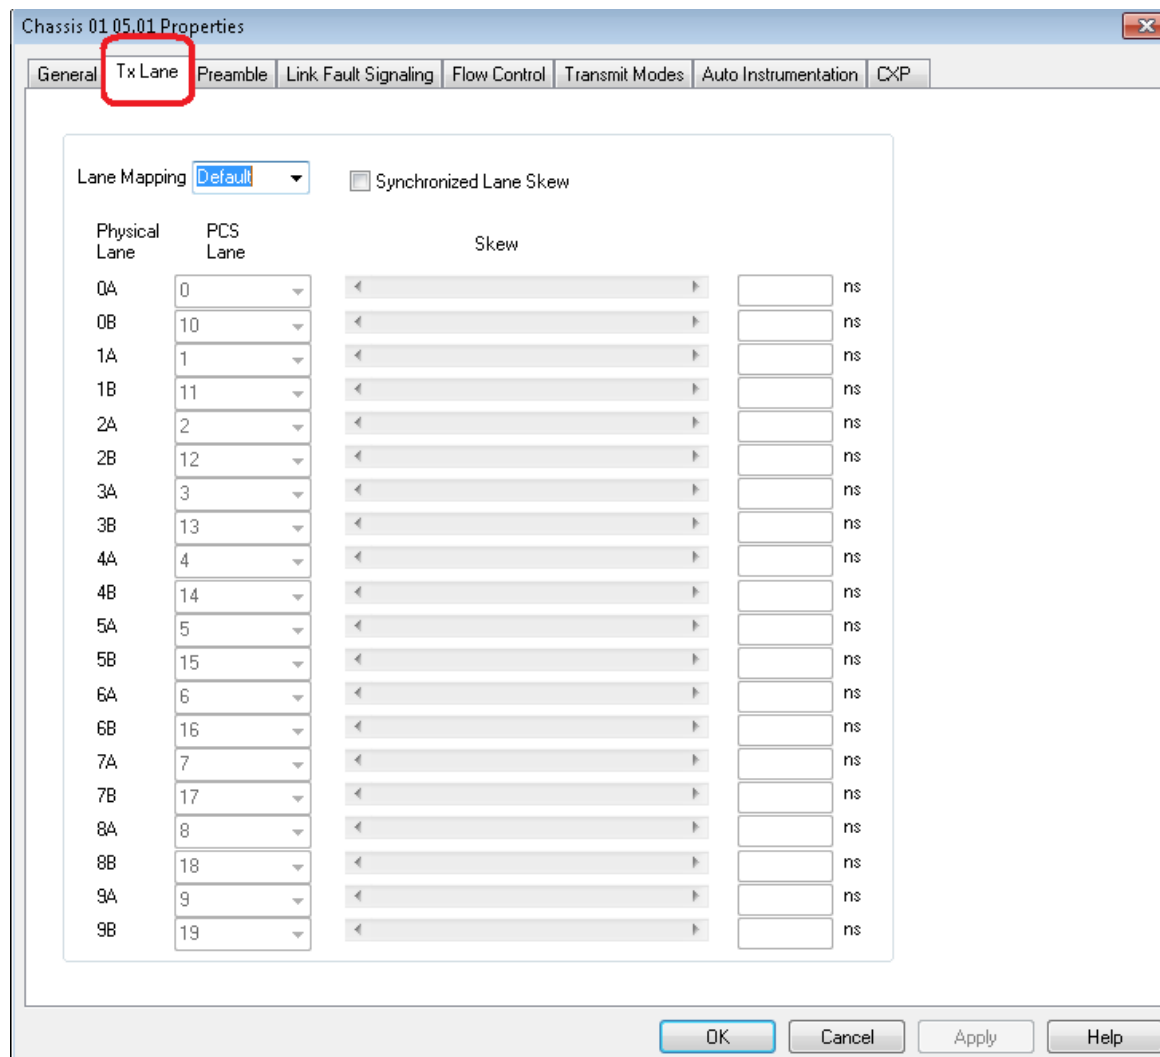 Chassis 01 05.01 Properties
General Tx Lane Preamble Link Fault Signaling Flow Control Transmit Modes Auto Instrumentation CXP
Lane Mapping Default Synchronized Lane Skew
Physical Lane PCS Lane Skew
0A 0 ns
0B 10 ns
1A 1 ns
1B 11 ns
2A 2 ns
2B 12 ns
3A 3 ns
3B 13 ns
4A 4 ns
4B 14 ns
5A 5 ns
5B 15 ns
6A 6 ns
6B 16 ns
7A 7 ns
7B 17 ns
8A 8 ns
8B 18 ns
9A 9 ns
9B 19 ns
OK Cancel Apply Help